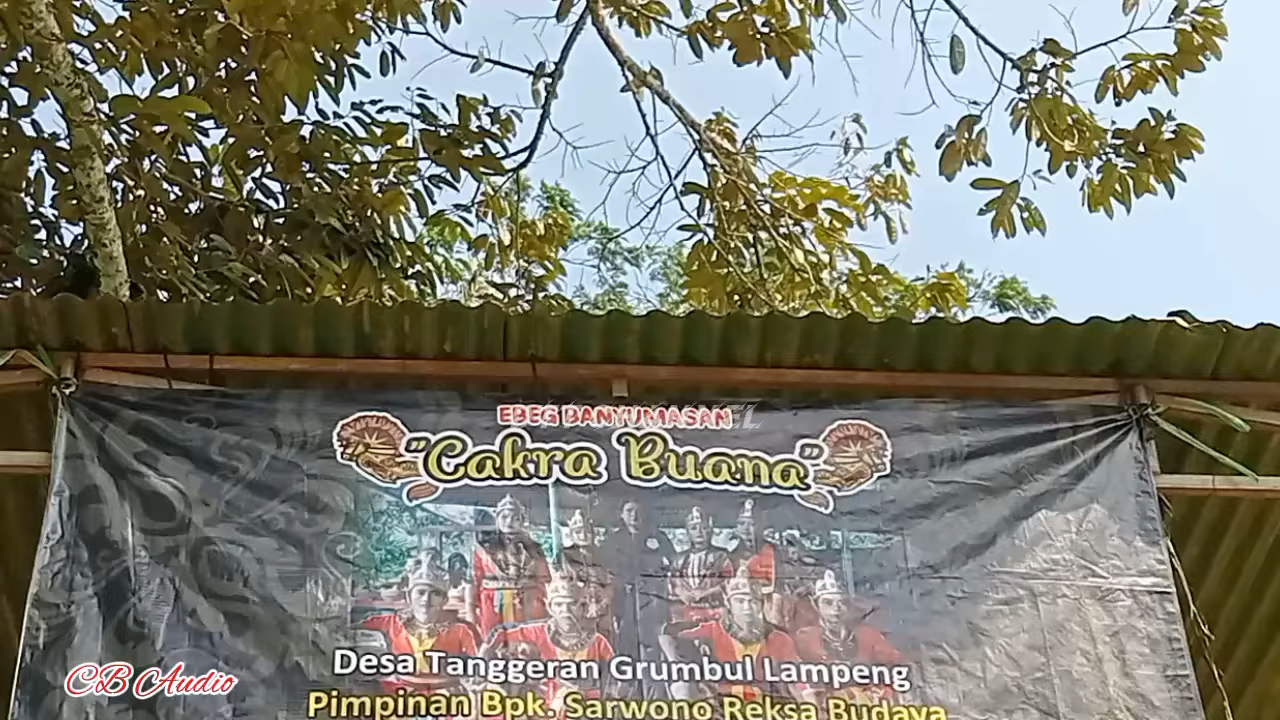 EBEG BANYUMASAN
"Cakra Buana"
Desa Tanggeran Grumbul Lampeng
Pimpinan Bpk. Sarwono Reksa Budaya
CB Audio